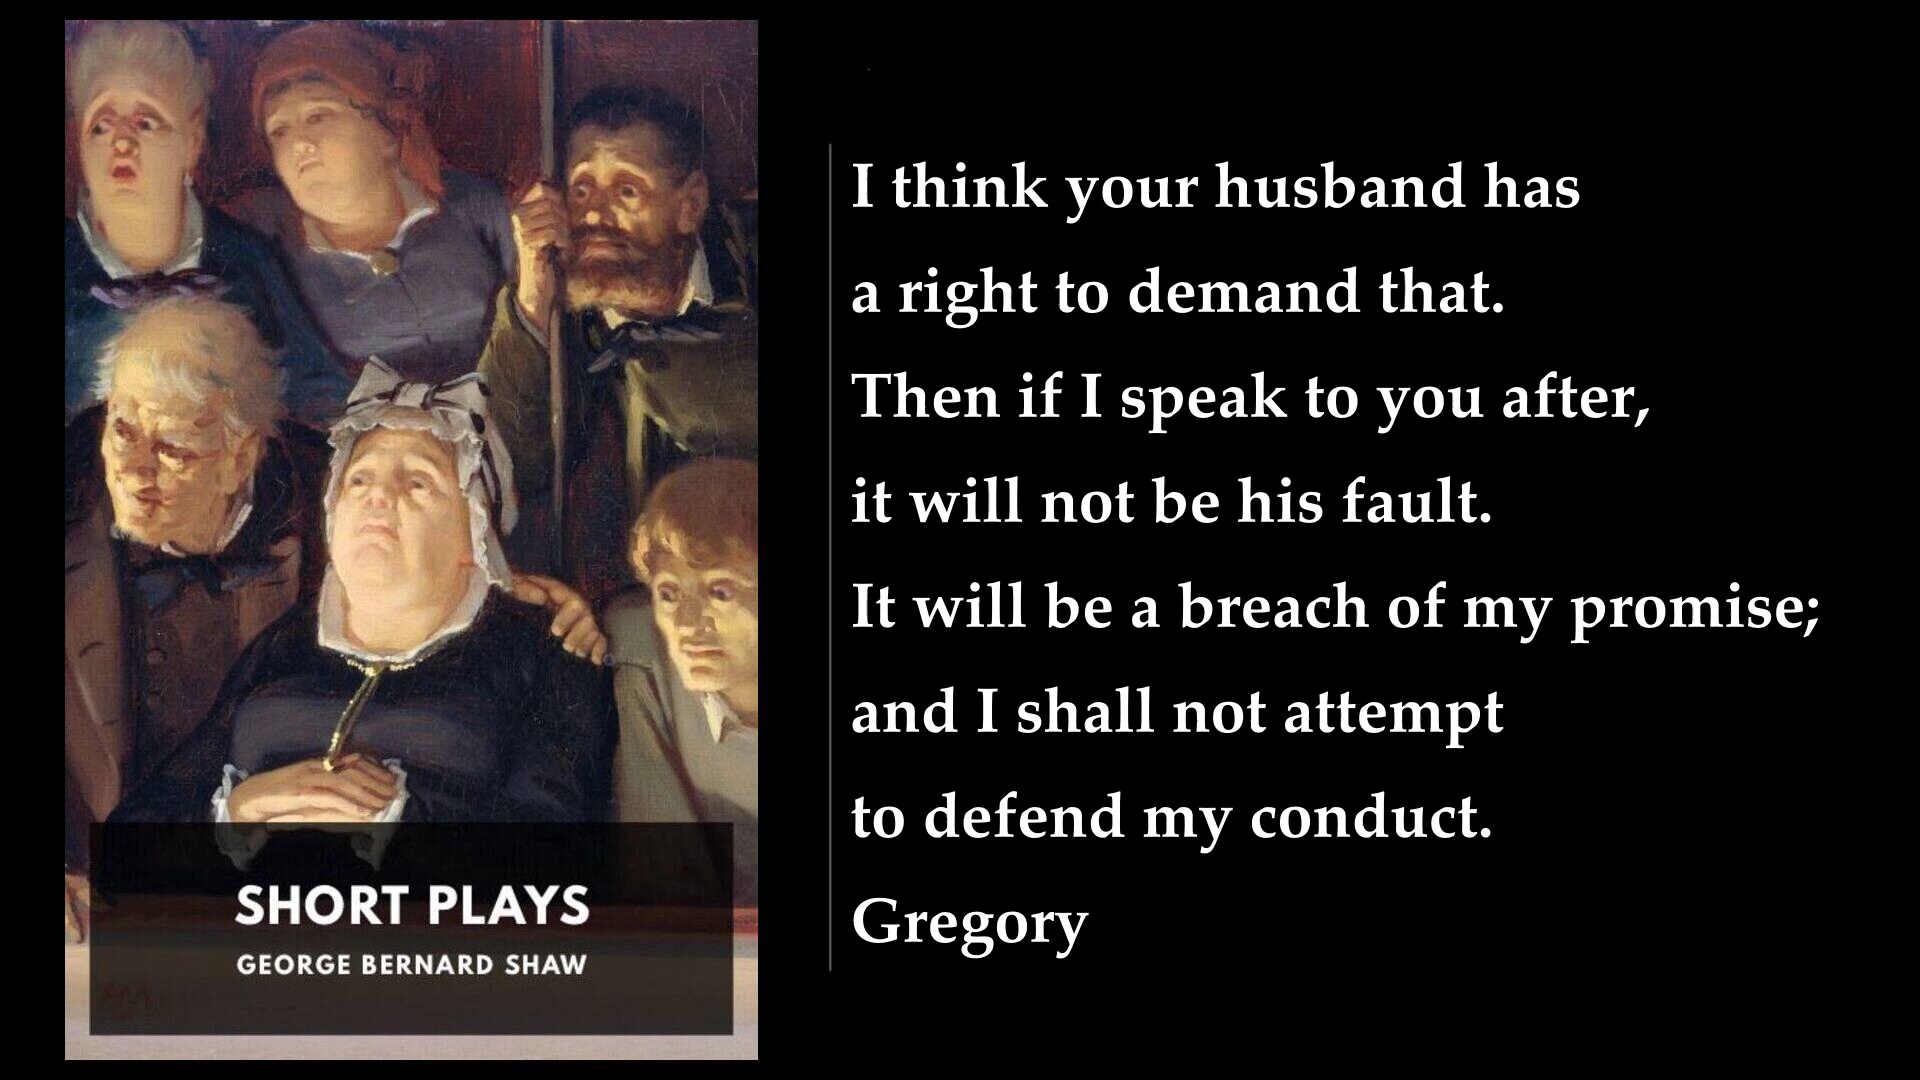 SHORT PLAYS
GEORGE BERNARD SHAW
I think your husband has
a right to demand that.
Then if I speak to you after,
it will not be his fault.
It will be a breach of my promise;
and I shall not attempt
to defend my conduct.
Gregory